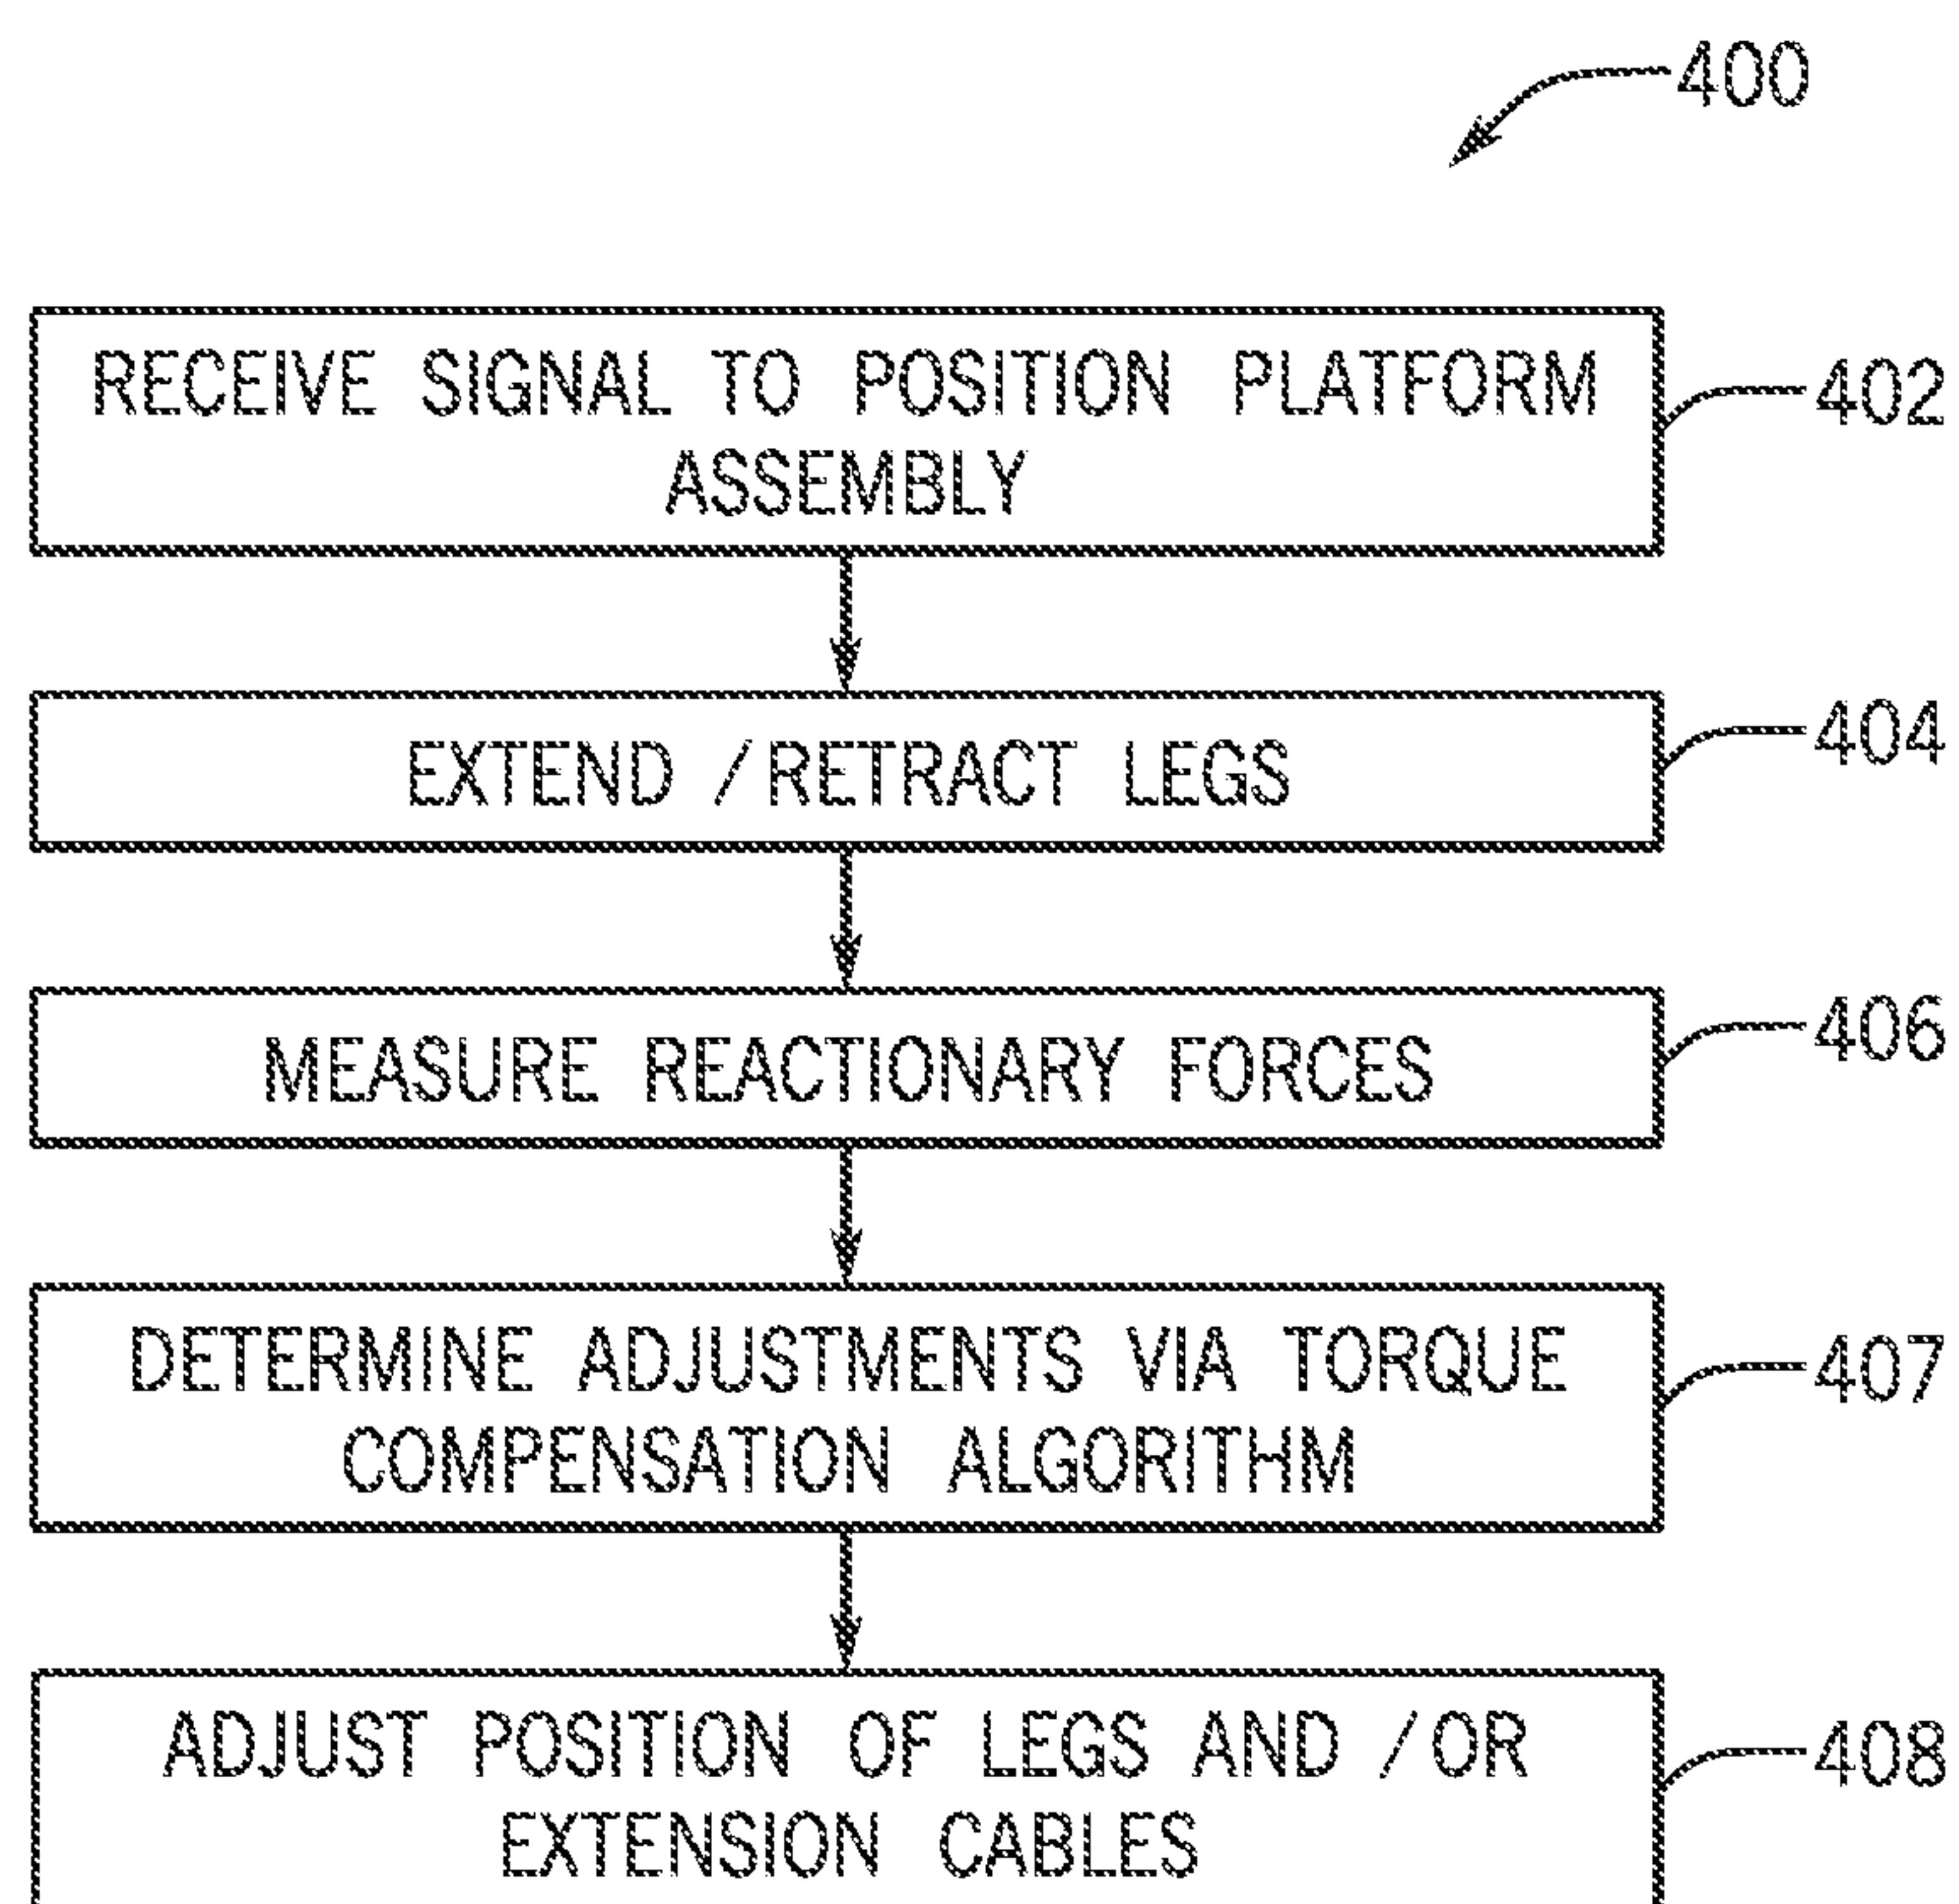 400
RECEIVE SIGNAL TO POSITION PLATFORM
ASSEMBLY
402
EXTEND / RETRACT LEGS
404
MEASURE REACTIONARY FORCES
406
DETERMINE ADJUSTMENTS VIA TORQUE
COMPENSATION ALGORITHM
407
ADJUST POSITION OF LEGS AND / OR
EXTENSION CABLES
408